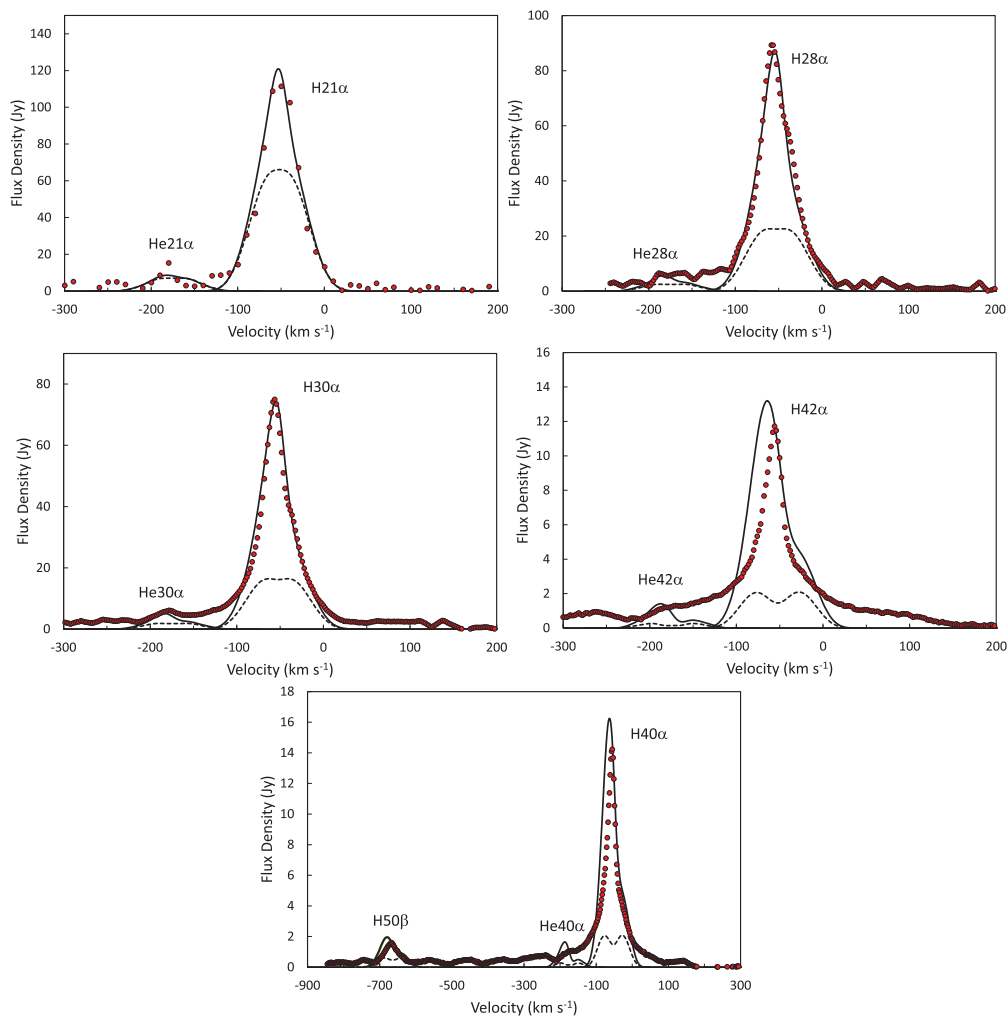 140
120
100
80
60
40
20
0
Flux Density (Jy)
H21α
He21α
-300 -200 -100 0 100 200
Velocity (km s⁻¹)
100
80
60
40
20
0
Flux Density (Jy)
H28α
He28α
-300 -200 -100 0 100 200
Velocity (km s⁻¹)
80
60
40
20
0
Flux Density (Jy)
H30α
He30α
-300 -200 -100 0 100 200
Velocity (km s⁻¹)
16
14
12
10
8
6
4
2
0
Flux Density (Jy)
H42α
He42α
-300 -200 -100 0 100 200
Velocity (km s⁻¹)
18
16
14
12
10
8
6
4
2
0
Flux Density (Jy)
H40α
H50β
He40α
-900 -700 -500 -300 -100 100 300
Velocity (km s⁻¹)